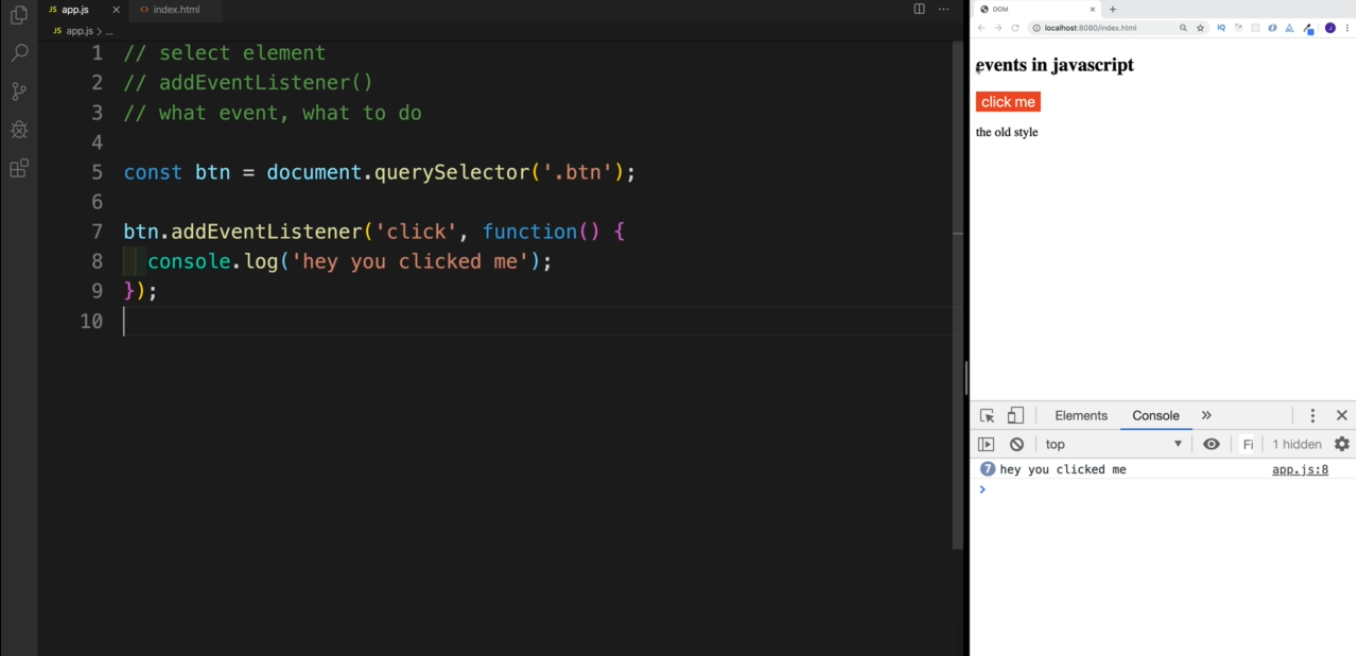 JS app.js × <> index.html ...
JS app.js > ...
1 // select element
2 // addEventListener()
3 // what event, what to do
4
5 const btn = document.querySelector('.btn');
6
7 btn.addEventListener('click', function() {
8 console.log('hey you clicked me');
9 });
10
DOM × +
localhost:8080/index.html IQ J
events in javascript
click me
the old style
Elements Console »
top Fi 1 hidden
7 hey you clicked me app.js:8
>